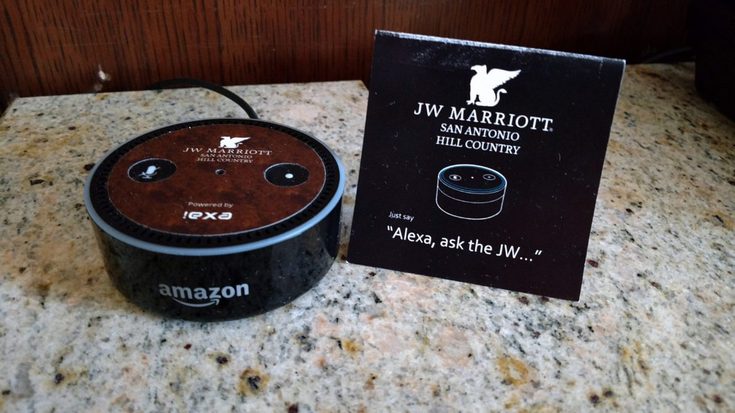 JW MARRIOTT
SAN ANTONIO
HILL COUNTRY
Powered by
!exa
amazon
JW MARRIOTT®
SAN ANTONIO
HILL COUNTRY
Just say
"Alexa, ask the JW..."